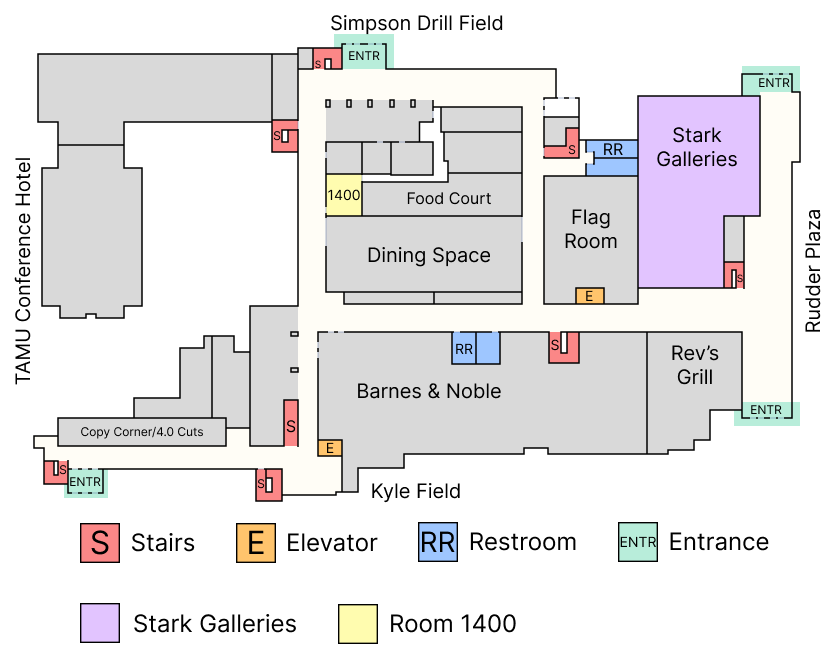 Simpson Drill Field
S
ENTR
ENTR
S
S
RR
Stark
Galleries
TAMU Conference Hotel
1400
Food Court
Flag
Room
Rudder Plaza
Dining Space
S
E
RR
S
Rev's
Grill
Barnes & Noble
ENTR
Copy Corner/4.0 Cuts
S
E
S
ENTR
S
Kyle Field
S Stairs
E Elevator
RR Restroom
ENTR Entrance
Stark Galleries
Room 1400